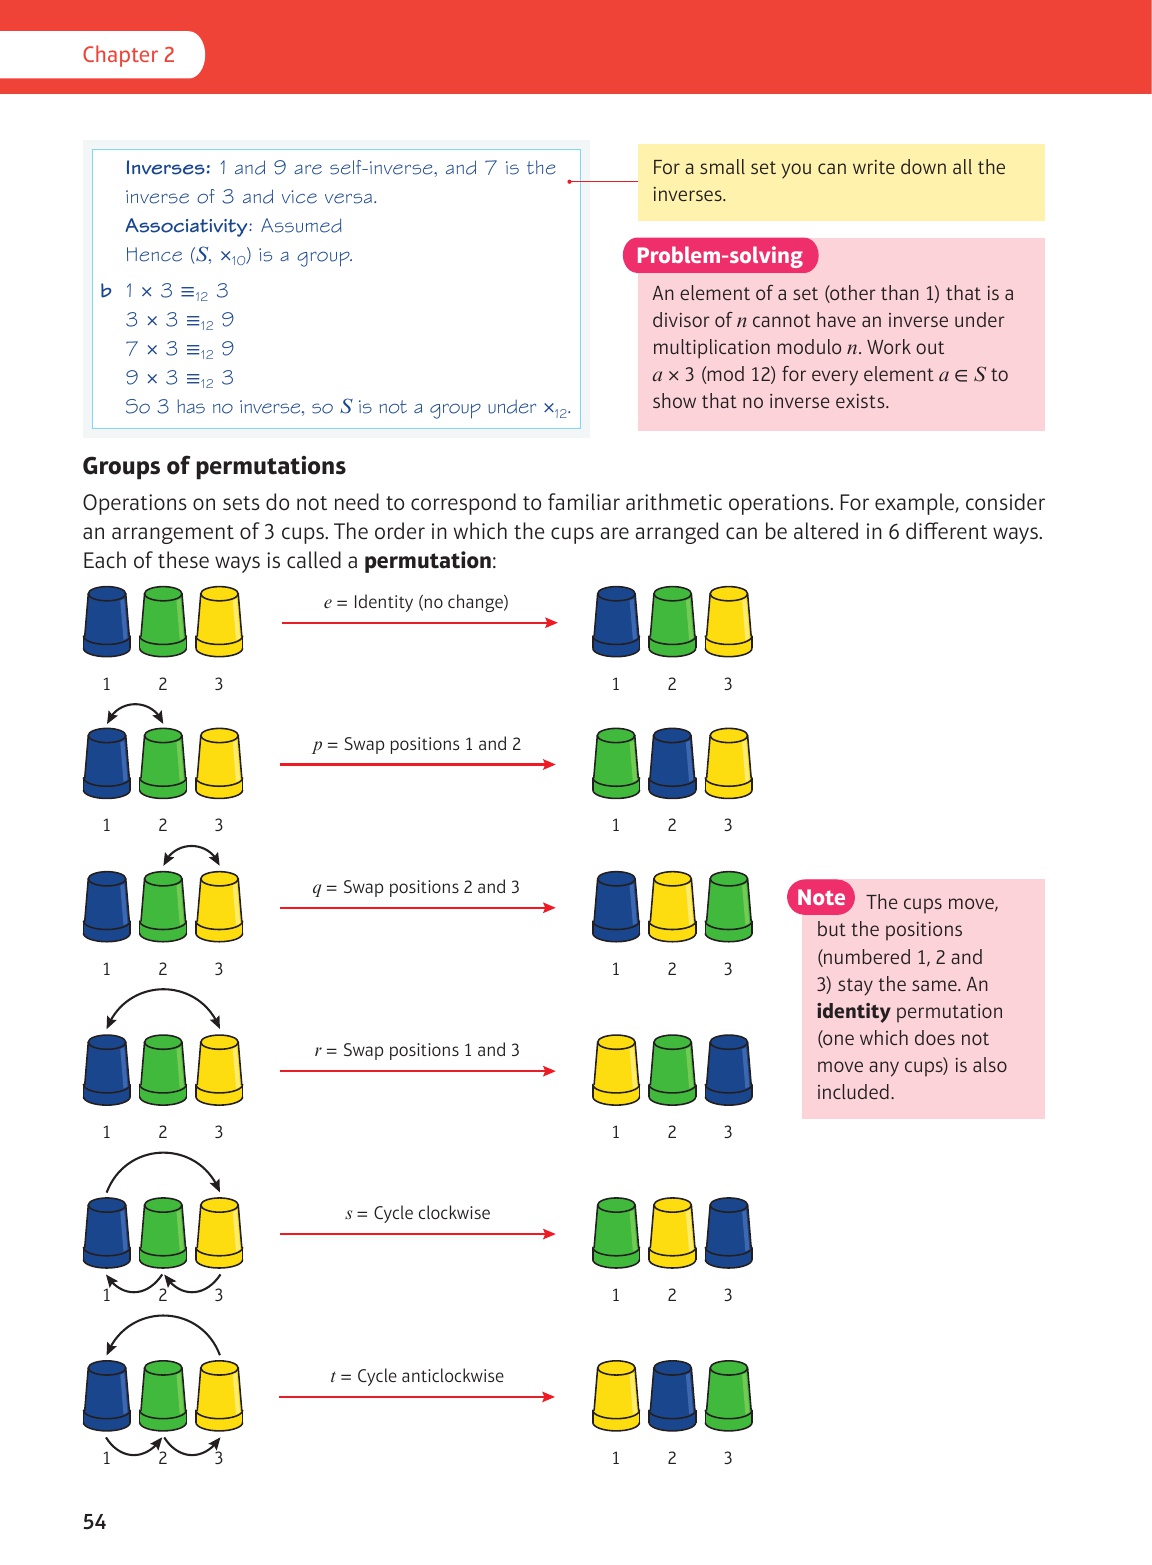 Chapter 2
Inverses: 1 and 9 are self-inverse, and 7 is the
inverse of 3 and vice versa.
Associativity: Assumed
Hence (S, ×₁₀) is a group.
b 1 × 3 ≡₁₂ 3
3 × 3 ≡₁₂ 9
7 × 3 ≡₁₂ 9
9 × 3 ≡₁₂ 3
So 3 has no inverse, so S is not a group under ×₁₂.
For a small set you can write down all the
inverses.
Problem-solving
An element of a set (other than 1) that is a
divisor of n cannot have an inverse under
multiplication modulo n. Work out
a × 3 (mod 12) for every element a ∈ S to
show that no inverse exists.
Groups of permutations
Operations on sets do not need to correspond to familiar arithmetic operations. For example, consider
an arrangement of 3 cups. The order in which the cups are arranged can be altered in 6 different ways.
Each of these ways is called a permutation:
e = Identity (no change)
1 2 3 1 2 3
p = Swap positions 1 and 2
1 2 3 1 2 3
q = Swap positions 2 and 3
1 2 3 1 2 3
r = Swap positions 1 and 3
1 2 3 1 2 3
s = Cycle clockwise
1 2 3 1 2 3
t = Cycle anticlockwise
1 2 3 1 2 3
Note The cups move,
but the positions
(numbered 1, 2 and
3) stay the same. An
identity permutation
(one which does not
move any cups) is also
included.
54